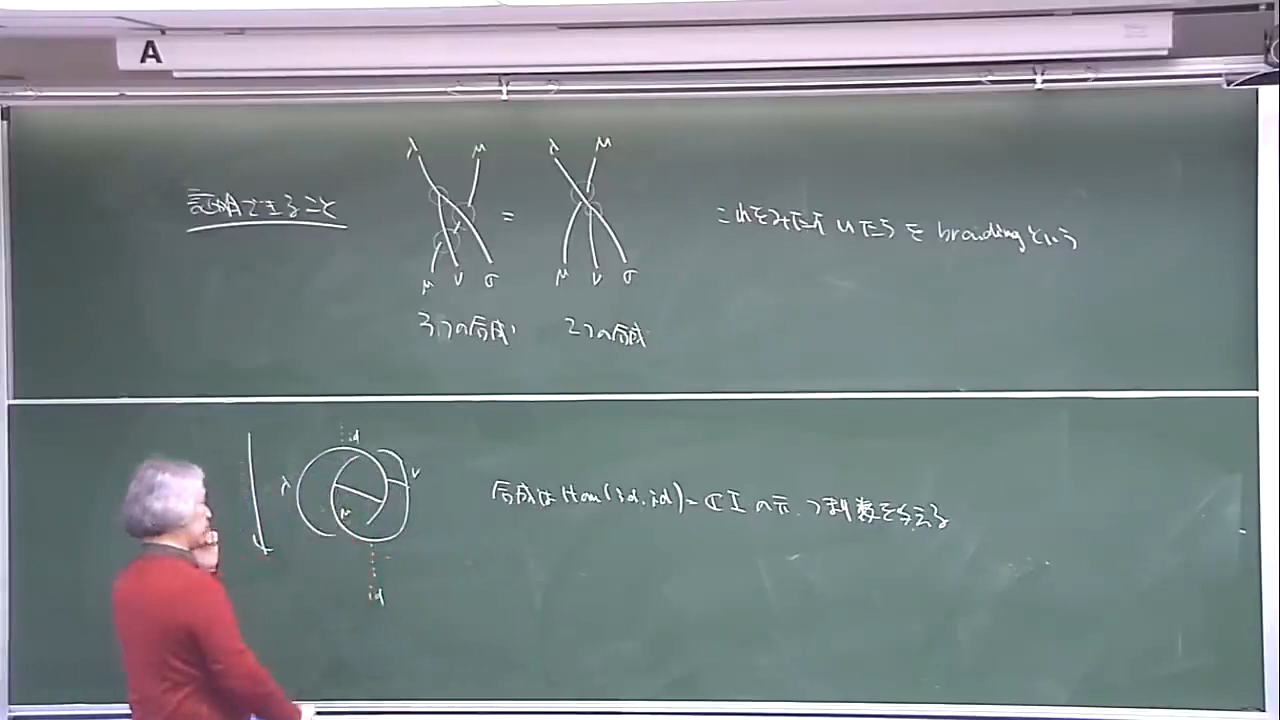 A
証明できること
λ μ = λ μ
μ ν σ μ ν σ
3つの合成 2つの合成
これをみたす いたら を braiding という
id
λ μ ν
id
合成は Hom(id, id) = ℂI の元、つまり数を与える